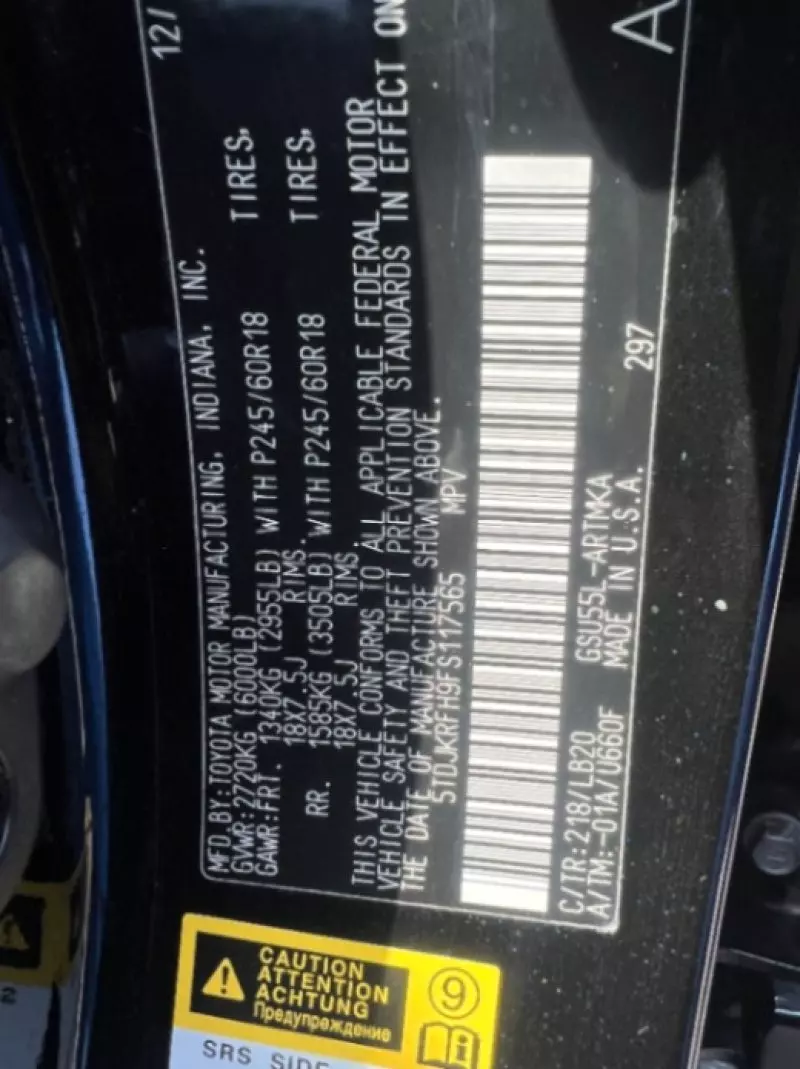 MFD.BY:TOYOTA MOTOR MANUFACTURING, INDIANA, INC. 12/
GVWR:2720KG (6000LB)
GAWR:FRT. 1340KG (2955LB) WITH P245/60R18 TIRES,
18X7.5J RIMS.
RR. 1585KG (3505LB) WITH P245/60R18 TIRES,
18X7.5J RIMS
THIS VEHICLE CONFORMS TO ALL APPLICABLE FEDERAL MOTOR
VEHICLE SAFETY AND THEFT PREVENTION STANDARDS IN EFFECT ON
THE DATE OF MANUFACTURE SHOWN ABOVE.
5TDJKRFH9FS117565 MPV
C/TR:218/LB20 GSU55L-ARTMKA
A/TM:-01A/U660F MADE IN U.S.A. 297
A
CAUTION
ATTENTION
ACHTUNG
Предупреждение
9
SRS SIDE
2